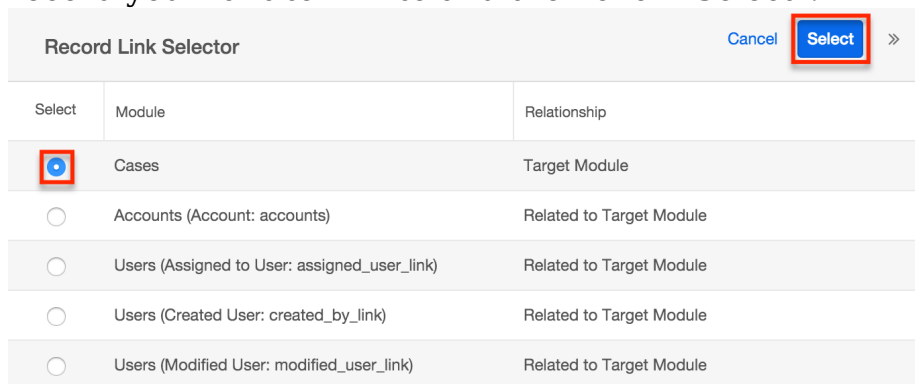 Record Link Selector Cancel Select »
Select Module Relationship
Cases Target Module
Accounts (Account: accounts) Related to Target Module
Users (Assigned to User: assigned_user_link) Related to Target Module
Users (Created User: created_by_link) Related to Target Module
Users (Modified User: modified_user_link) Related to Target Module